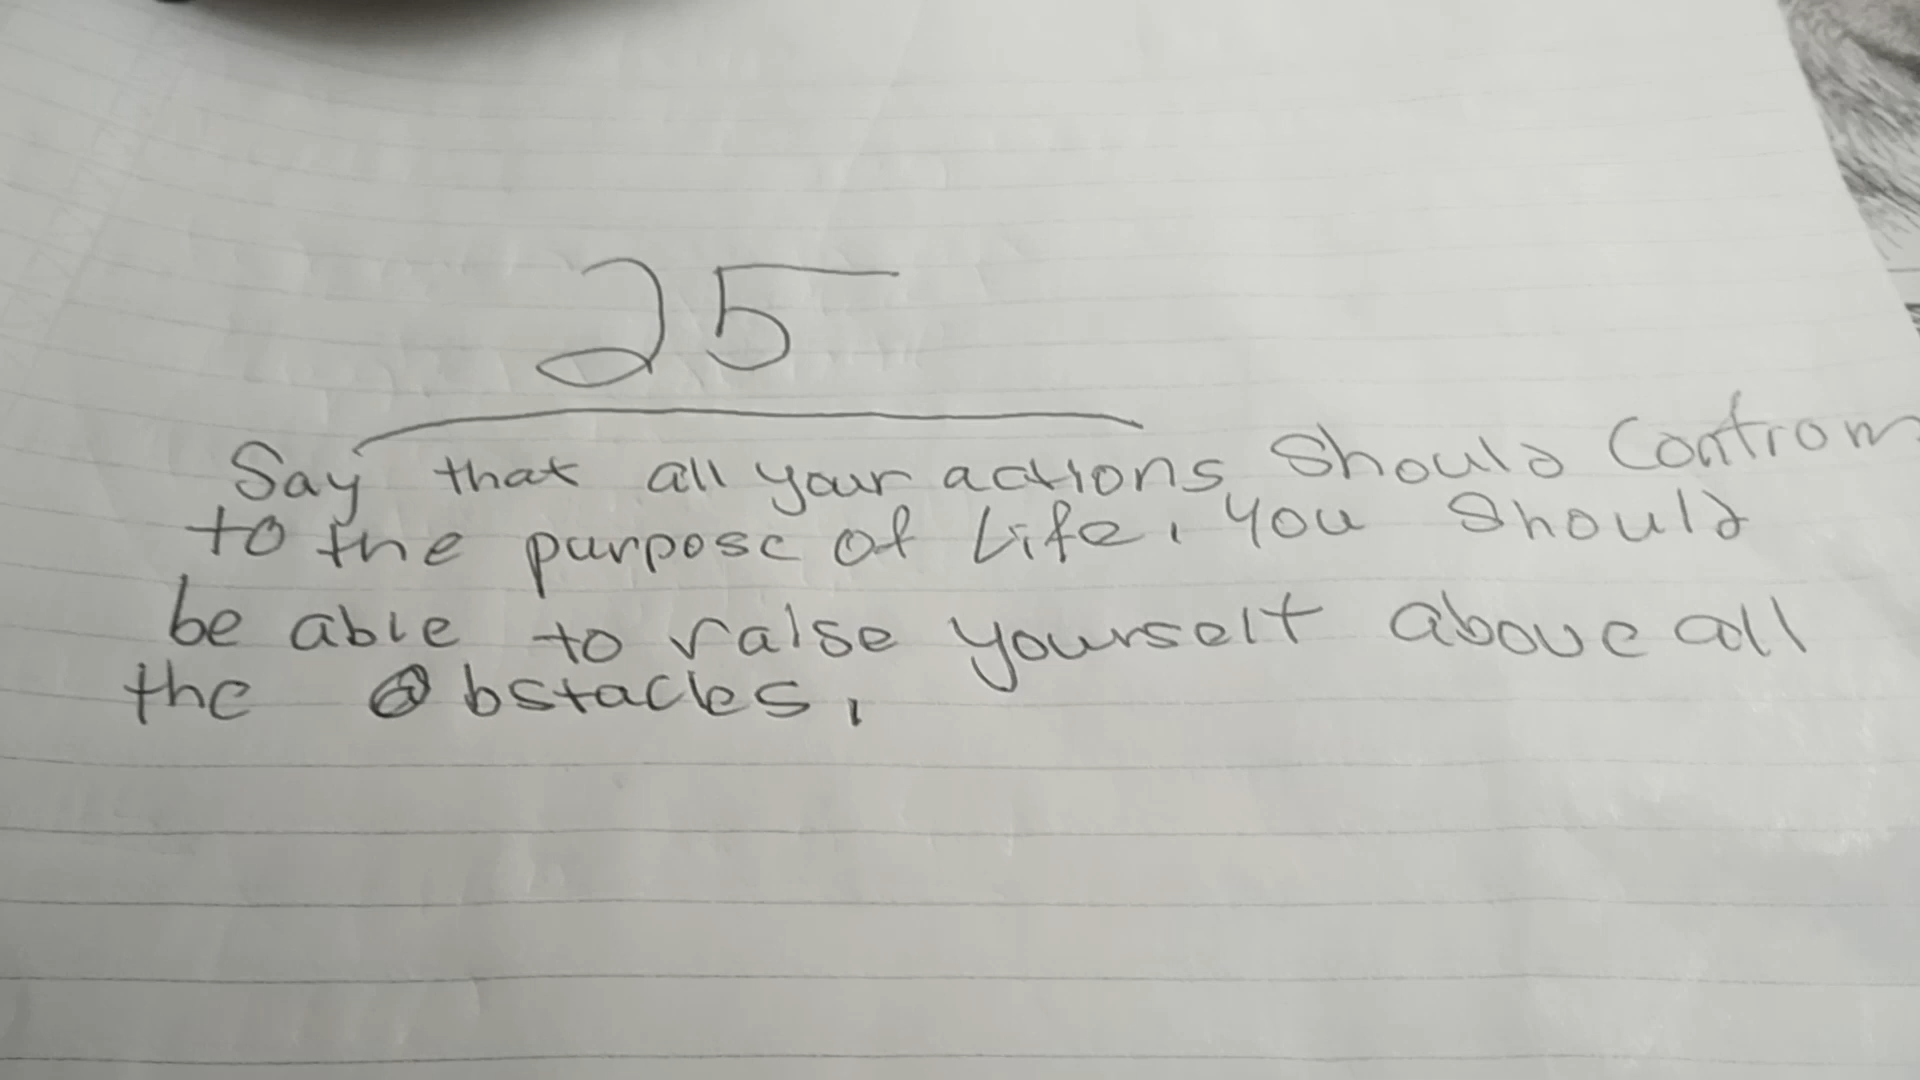 25
Say that all your actions should Confrom
to the purpose of Life, you should
be able to raise yourself above all
the obstacles,